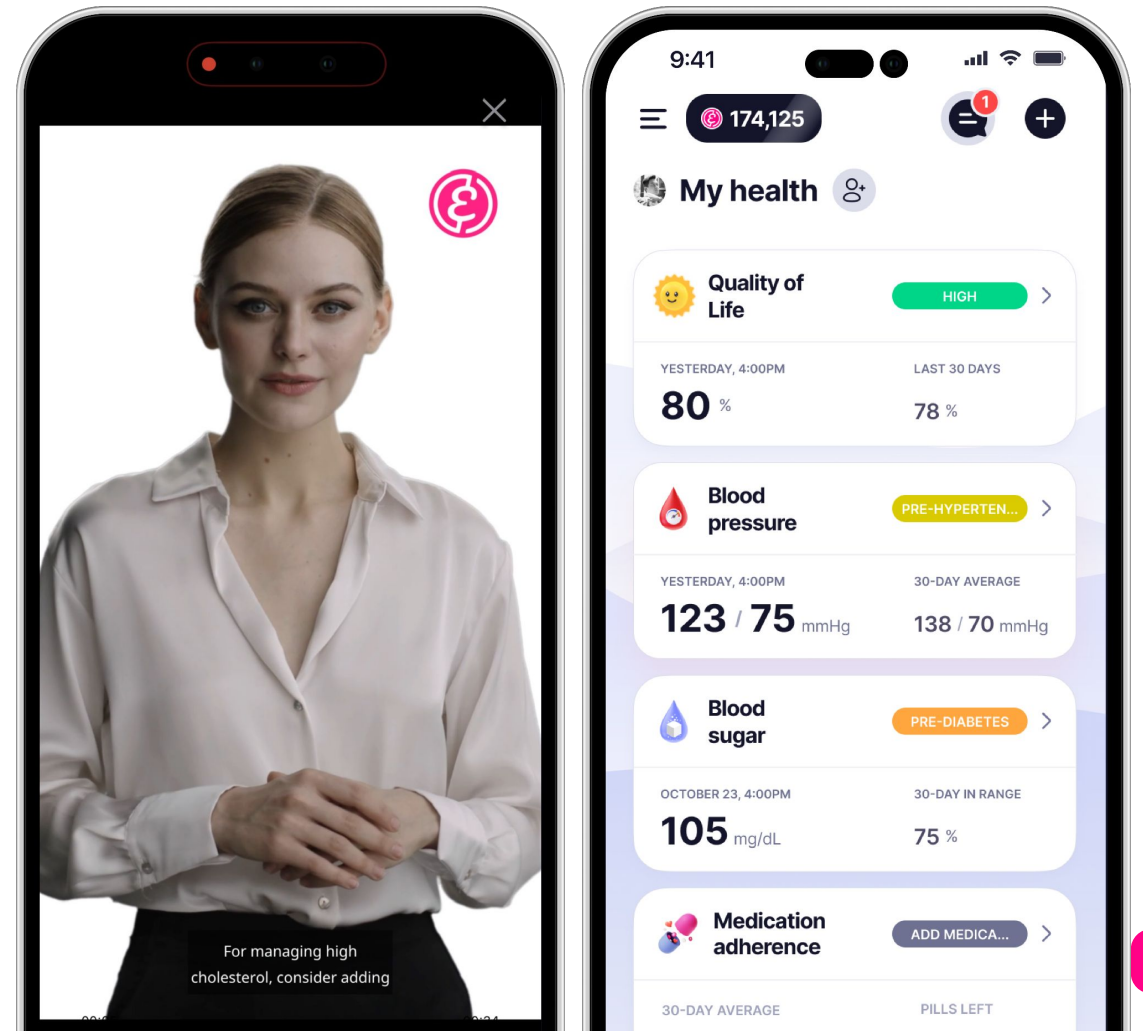 For managing high
cholesterol, consider adding
9:41
174,125
1
My health
Quality of
Life
HIGH
YESTERDAY, 4:00PM
LAST 30 DAYS
80 %
78 %
Blood
pressure
PRE-HYPERTEN...
YESTERDAY, 4:00PM
30-DAY AVERAGE
123 / 75 mmHg
138 / 70 mmHg
Blood
sugar
PRE-DIABETES
OCTOBER 23, 4:00PM
30-DAY IN RANGE
105 mg/dL
75 %
Medication
adherence
ADD MEDICA...
30-DAY AVERAGE
PILLS LEFT